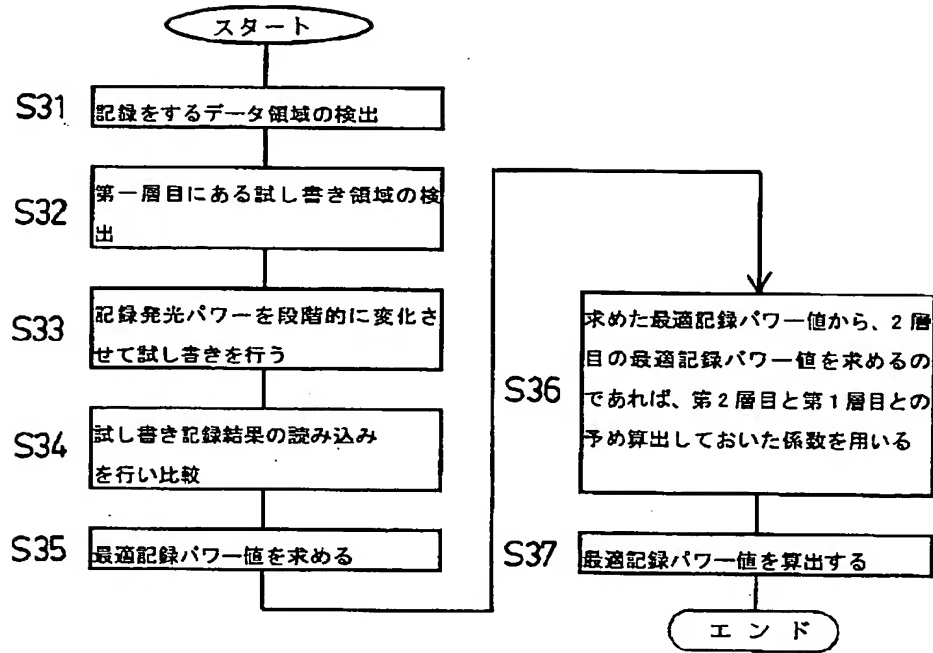 スタート
S31
記録をするデータ領域の検出
S32
第一層目にある試し書き領域の検
出
S33
記録発光パワーを段階的に変化さ
せて試し書きを行う
S34
試し書き記録結果の読み込み
を行い比較
S35
最適記録パワー値を求める
S36
求めた最適記録パワー値から、2層
目の最適記録パワー値を求めるの
であれば、第2層目と第1層目との
予め算出しておいた係数を用いる
S37
最適記録パワー値を算出する
エンド